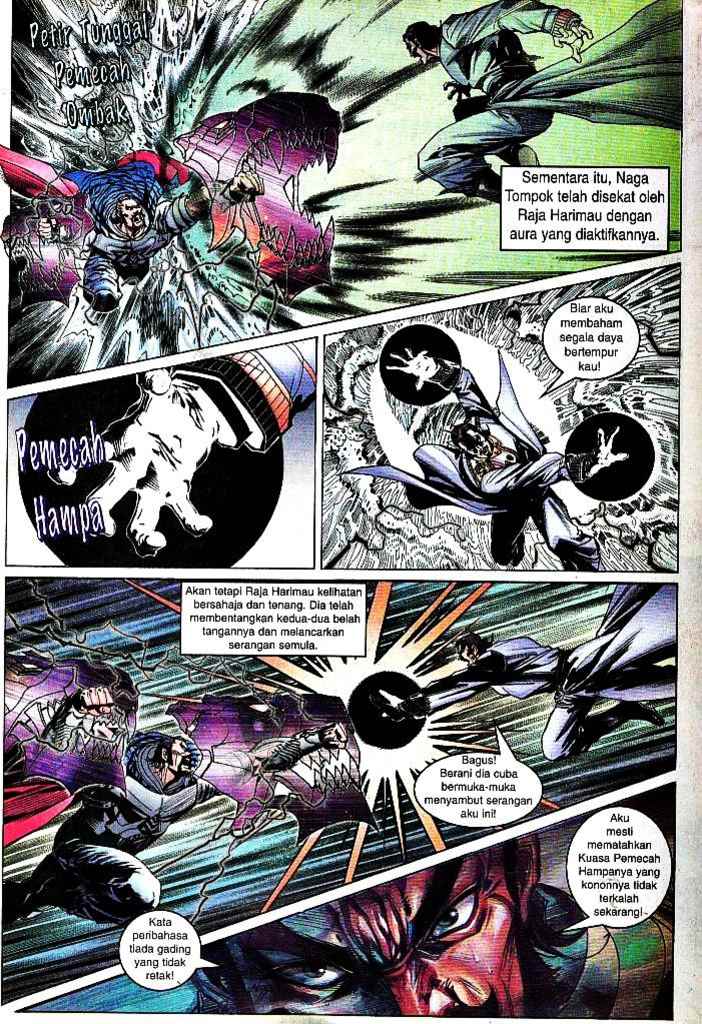 Petir Tunggal
Pemecah
Ombak
Sementara itu, Naga
Tompok telah disekat oleh
Raja Harimau dengan
aura yang diaktifkannya.
Pemecah
Hampa
Biar aku
membaham
segala daya
bertempur
kau!
Akan tetapi Raja Harimau kelihatan
bersahaja dan tenang. Dia telah
membentangkan kedua-dua belah
tangannya dan melancarkan
serangan semula.
Bagus!
Berani dia cuba
bermuka-muka
menyambut serangan
aku ini!
Aku
mesti
mematahkan
Kuasa Pemecah
Hampanya yang
kononnya tidak
terkalah
sekarang!
Kata
peribahasa
tiada gading
yang tidak
retak!